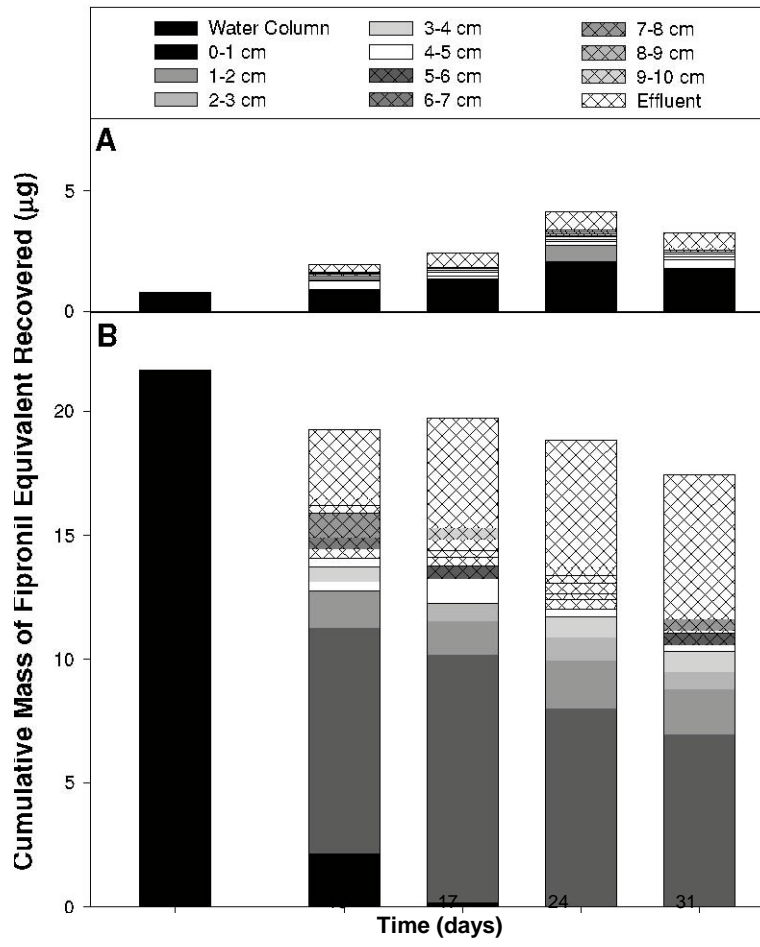 Water Column
0-1 cm
1-2 cm
2-3 cm
3-4 cm
4-5 cm
5-6 cm
6-7 cm
7-8 cm
8-9 cm
9-10 cm
Effluent
Cumulative Mass of Fipronil Equivalent Recovered (μg)
A
5
0
B
20
15
10
5
0
17
24
31
Time (days)